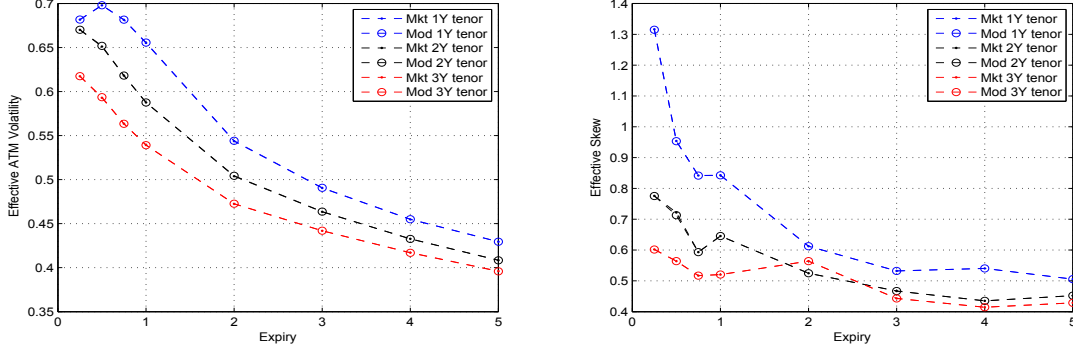 0.7
0.65
0.6
0.55
0.5
0.45
0.4
0.35
Effective ATM Volatility
0 1 2 3 4 5
Expiry
Mkt 1Y tenor
Mod 1Y tenor
Mkt 2Y tenor
Mod 2Y tenor
Mkt 3Y tenor
Mod 3Y tenor
1.4
1.3
1.2
1.1
1
0.9
0.8
0.7
0.6
0.5
0.4
Effective Skew
0 1 2 3 4 5
Expiry
Mkt 1Y tenor
Mod 1Y tenor
Mkt 2Y tenor
Mod 2Y tenor
Mkt 3Y tenor
Mod 3Y tenor